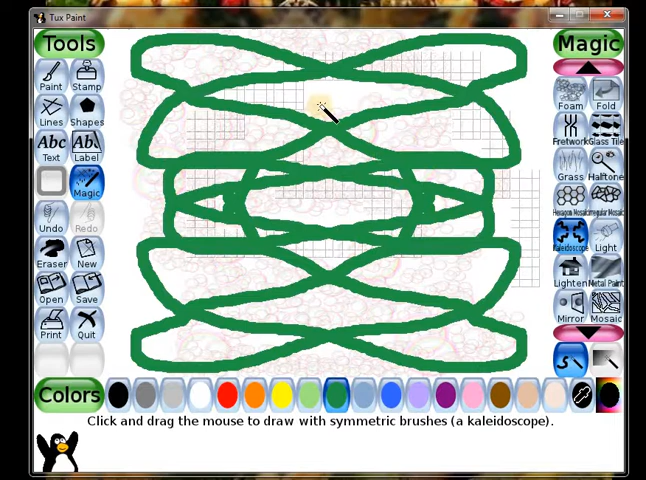 Tux Paint
Tools
Magic
Paint
Stamp
Foam
Fold
Lines
Shapes
Fretwork
Glass Tile
Abc
Abc
Text
Label
Grass
Halftone
Magic
Hexagon Mosaic
Irregular Mosaic
Undo
Redo
Kaleidoscope
Light
Eraser
New
Lighten
Metal Paint
Open
Save
Mirror
Mosaic
Print
Quit
Colors
Click and drag the mouse to draw with symmetric brushes (a kaleidoscope).